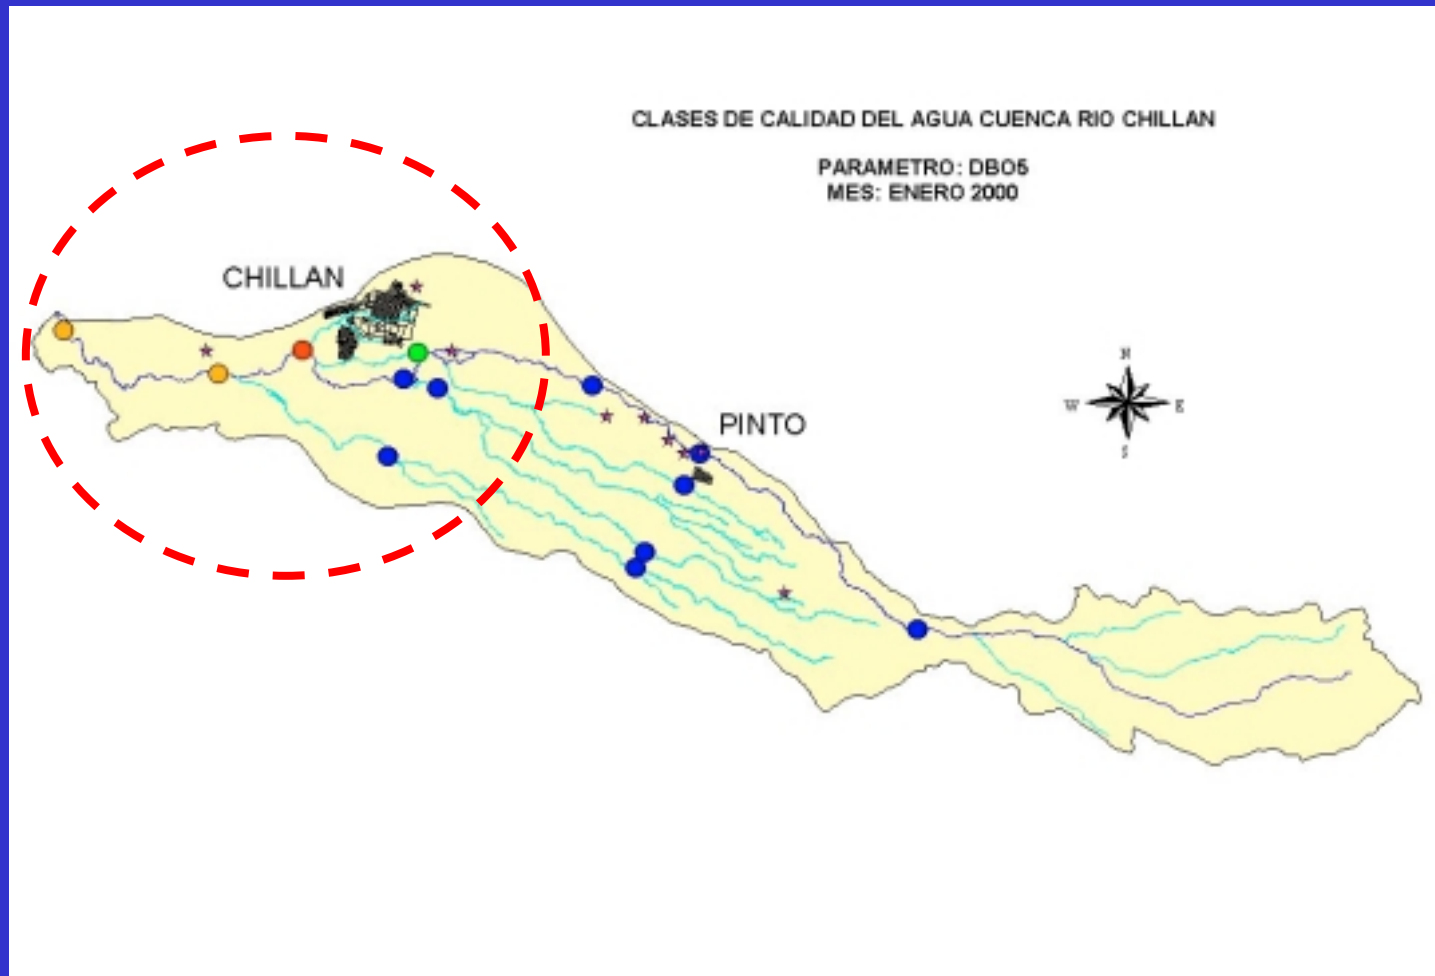 CLASES DE CALIDAD DEL AGUA CUENCA RIO CHILLAN
PARAMETRO: DBO5
MES: ENERO 2000
CHILLAN
PINTO
N
W E
S